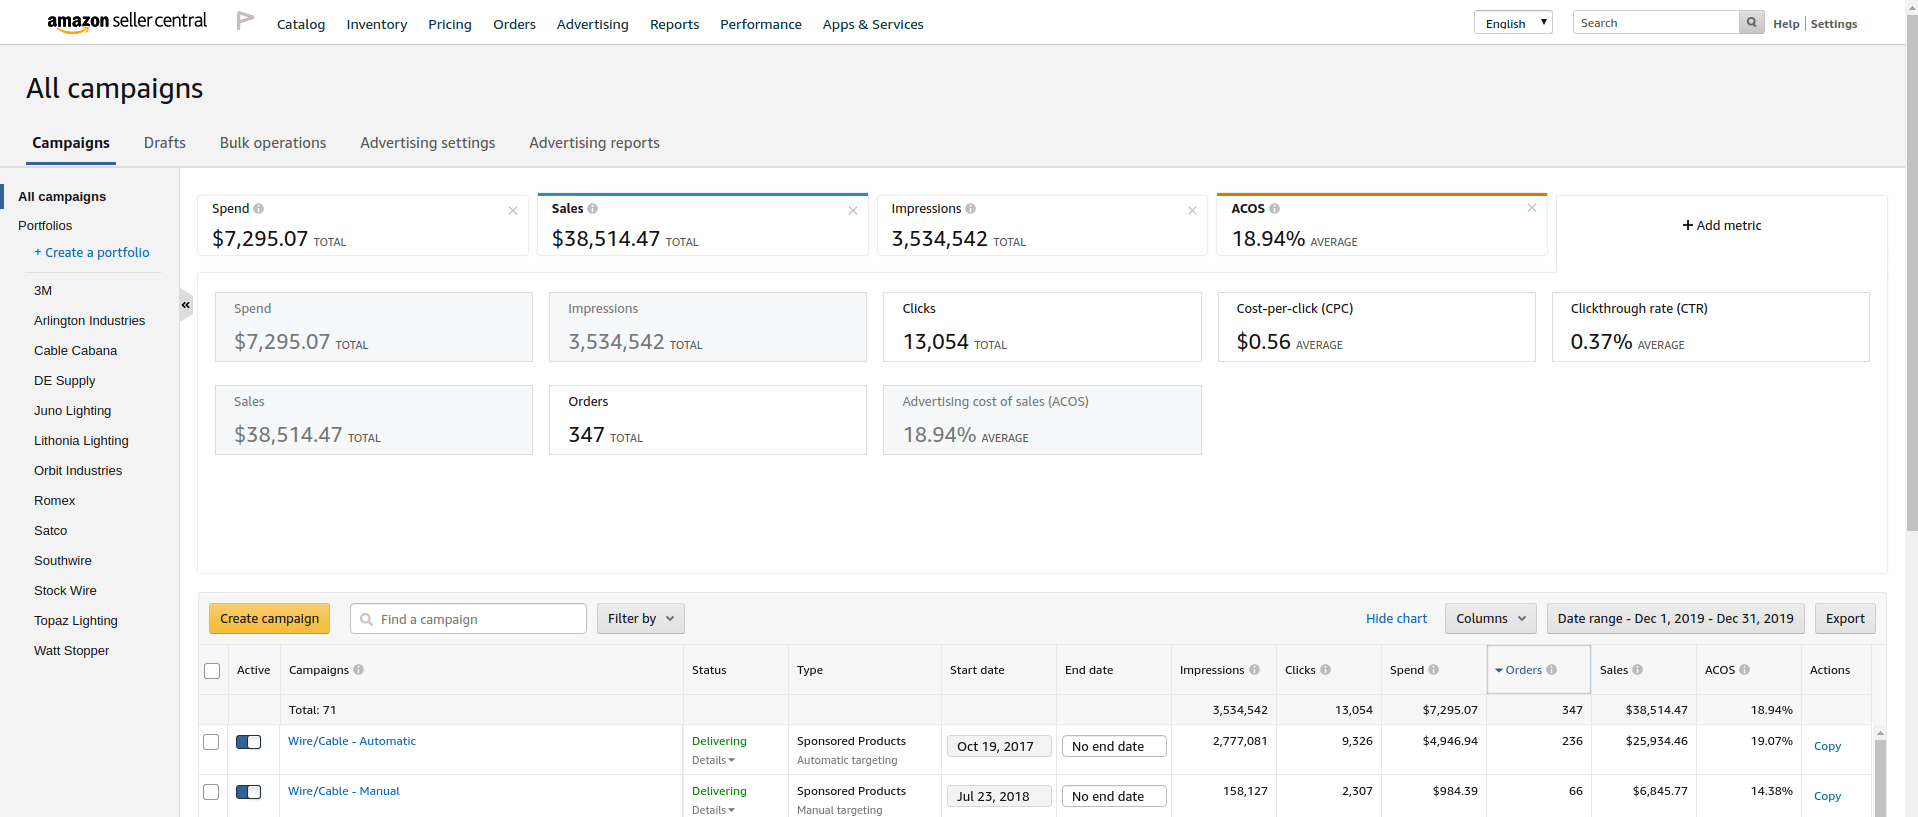 amazon seller central
Catalog Inventory Pricing Orders Advertising Reports Performance Apps & Services
English
Search
Help | Settings
All campaigns
Campaigns Drafts Bulk operations Advertising settings Advertising reports
All campaigns
Portfolios
+ Create a portfolio
3M
Arlington Industries
Cable Cabana
DE Supply
Juno Lighting
Lithonia Lighting
Orbit Industries
Romex
Satco
Southwire
Stock Wire
Topaz Lighting
Watt Stopper
«
Spend
$7,295.07 TOTAL
Sales
$38,514.47 TOTAL
Impressions
3,534,542 TOTAL
ACOS
18.94% AVERAGE
+ Add metric
Spend
$7,295.07 TOTAL
Impressions
3,534,542 TOTAL
Clicks
13,054 TOTAL
Cost-per-click (CPC)
$0.56 AVERAGE
Clickthrough rate (CTR)
0.37% AVERAGE
Sales
$38,514.47 TOTAL
Orders
347 TOTAL
Advertising cost of sales (ACOS)
18.94% AVERAGE
Create campaign Find a campaign Filter by Hide chart Columns Date range - Dec 1, 2019 - Dec 31, 2019 Export
Active Campaigns Status Type Start date End date Impressions Clicks Spend Orders Sales ACOS Actions
Total: 71 3,534,542 13,054 $7,295.07 347 $38,514.47 18.94%
Wire/Cable - Automatic Delivering Sponsored Products Oct 19, 2017 No end date 2,777,081 9,326 $4,946.94 236 $25,934.46 19.07% Copy
Details Automatic targeting
Wire/Cable - Manual Delivering Sponsored Products Jul 23, 2018 No end date 158,127 2,307 $984.39 66 $6,845.77 14.38% Copy
Details Manual targeting